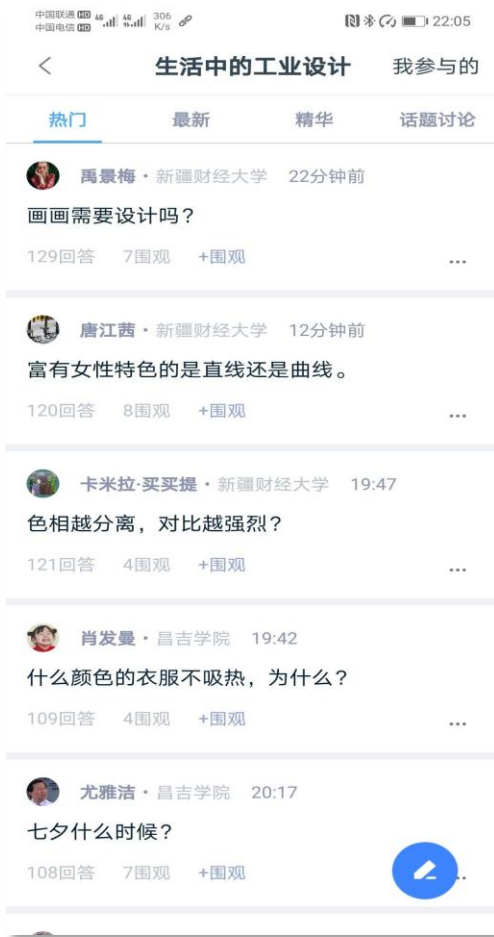 中国联通 HD 4G 4G 306 22:05
中国电信 HD K/s
生活中的工业设计 我参与的
热门 最新 精华 话题讨论
禹景梅·新疆财经大学 22分钟前
画画需要设计吗?
129回答 7围观 +围观 ...
唐江茜·新疆财经大学 12分钟前
富有女性特色的是直线还是曲线。
120回答 8围观 +围观 ...
卡米拉·买买提·新疆财经大学 19:47
色相越分离，对比越强烈?
121回答 4围观 +围观 ...
肖发曼·昌吉学院 19:42
什么颜色的衣服不吸热，为什么?
109回答 4围观 +围观 ...
尤雅洁·昌吉学院 20:17
七夕什么时候?
108回答 7围观 +围观